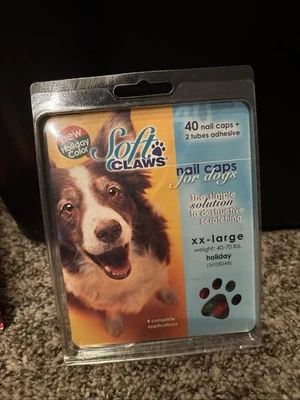 new
Holiday
Color
Soft
CLAWS
40 nail caps +
2 tubes adhesive
nail caps
for dogs
The simple
solution
to destructive
scratching
xx-large
weight: 40-70 lbs.
holiday
4 complete
applications